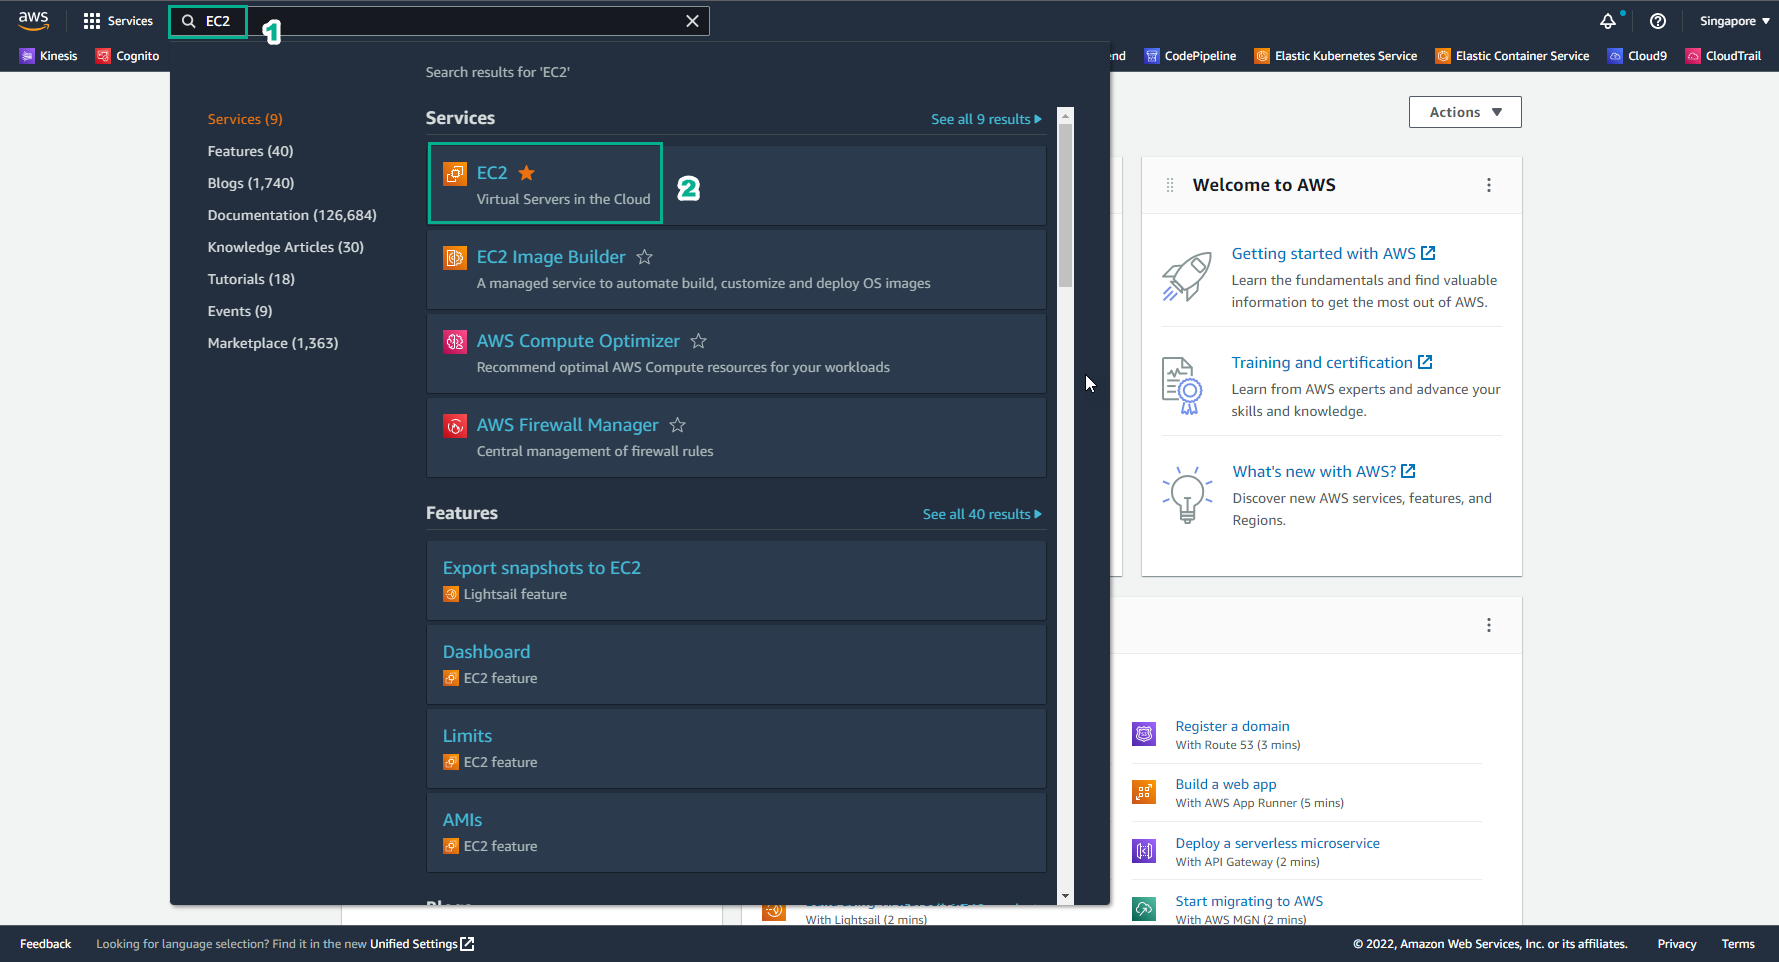 aws
Services
EC2
1
Singapore
Kinesis
Cognito
nd
CodePipeline
Elastic Kubernetes Service
Elastic Container Service
Cloud9
CloudTrail
Search results for 'EC2'
Services (9)
Features (40)
Blogs (1,740)
Documentation (126,684)
Knowledge Articles (30)
Tutorials (18)
Events (9)
Marketplace (1,363)
Services
See all 9 results
EC2
Virtual Servers in the Cloud
2
EC2 Image Builder
A managed service to automate build, customize and deploy OS images
AWS Compute Optimizer
Recommend optimal AWS Compute resources for your workloads
AWS Firewall Manager
Central management of firewall rules
Features
See all 40 results
Export snapshots to EC2
Lightsail feature
Dashboard
EC2 feature
Limits
EC2 feature
AMIs
EC2 feature
Blogs
Actions
Welcome to AWS
Getting started with AWS
Learn the fundamentals and find valuable
information to get the most out of AWS.
Training and certification
Learn from AWS experts and advance your
skills and knowledge.
What's new with AWS?
Discover new AWS services, features, and
Regions.
With Lightsail (2 mins)
Register a domain
With Route 53 (3 mins)
Build a web app
With AWS App Runner (5 mins)
Deploy a serverless microservice
With API Gateway (2 mins)
Start migrating to AWS
With AWS MGN (2 mins)
Feedback
Looking for language selection? Find it in the new Unified Settings
© 2022, Amazon Web Services, Inc. or its affiliates.
Privacy
Terms